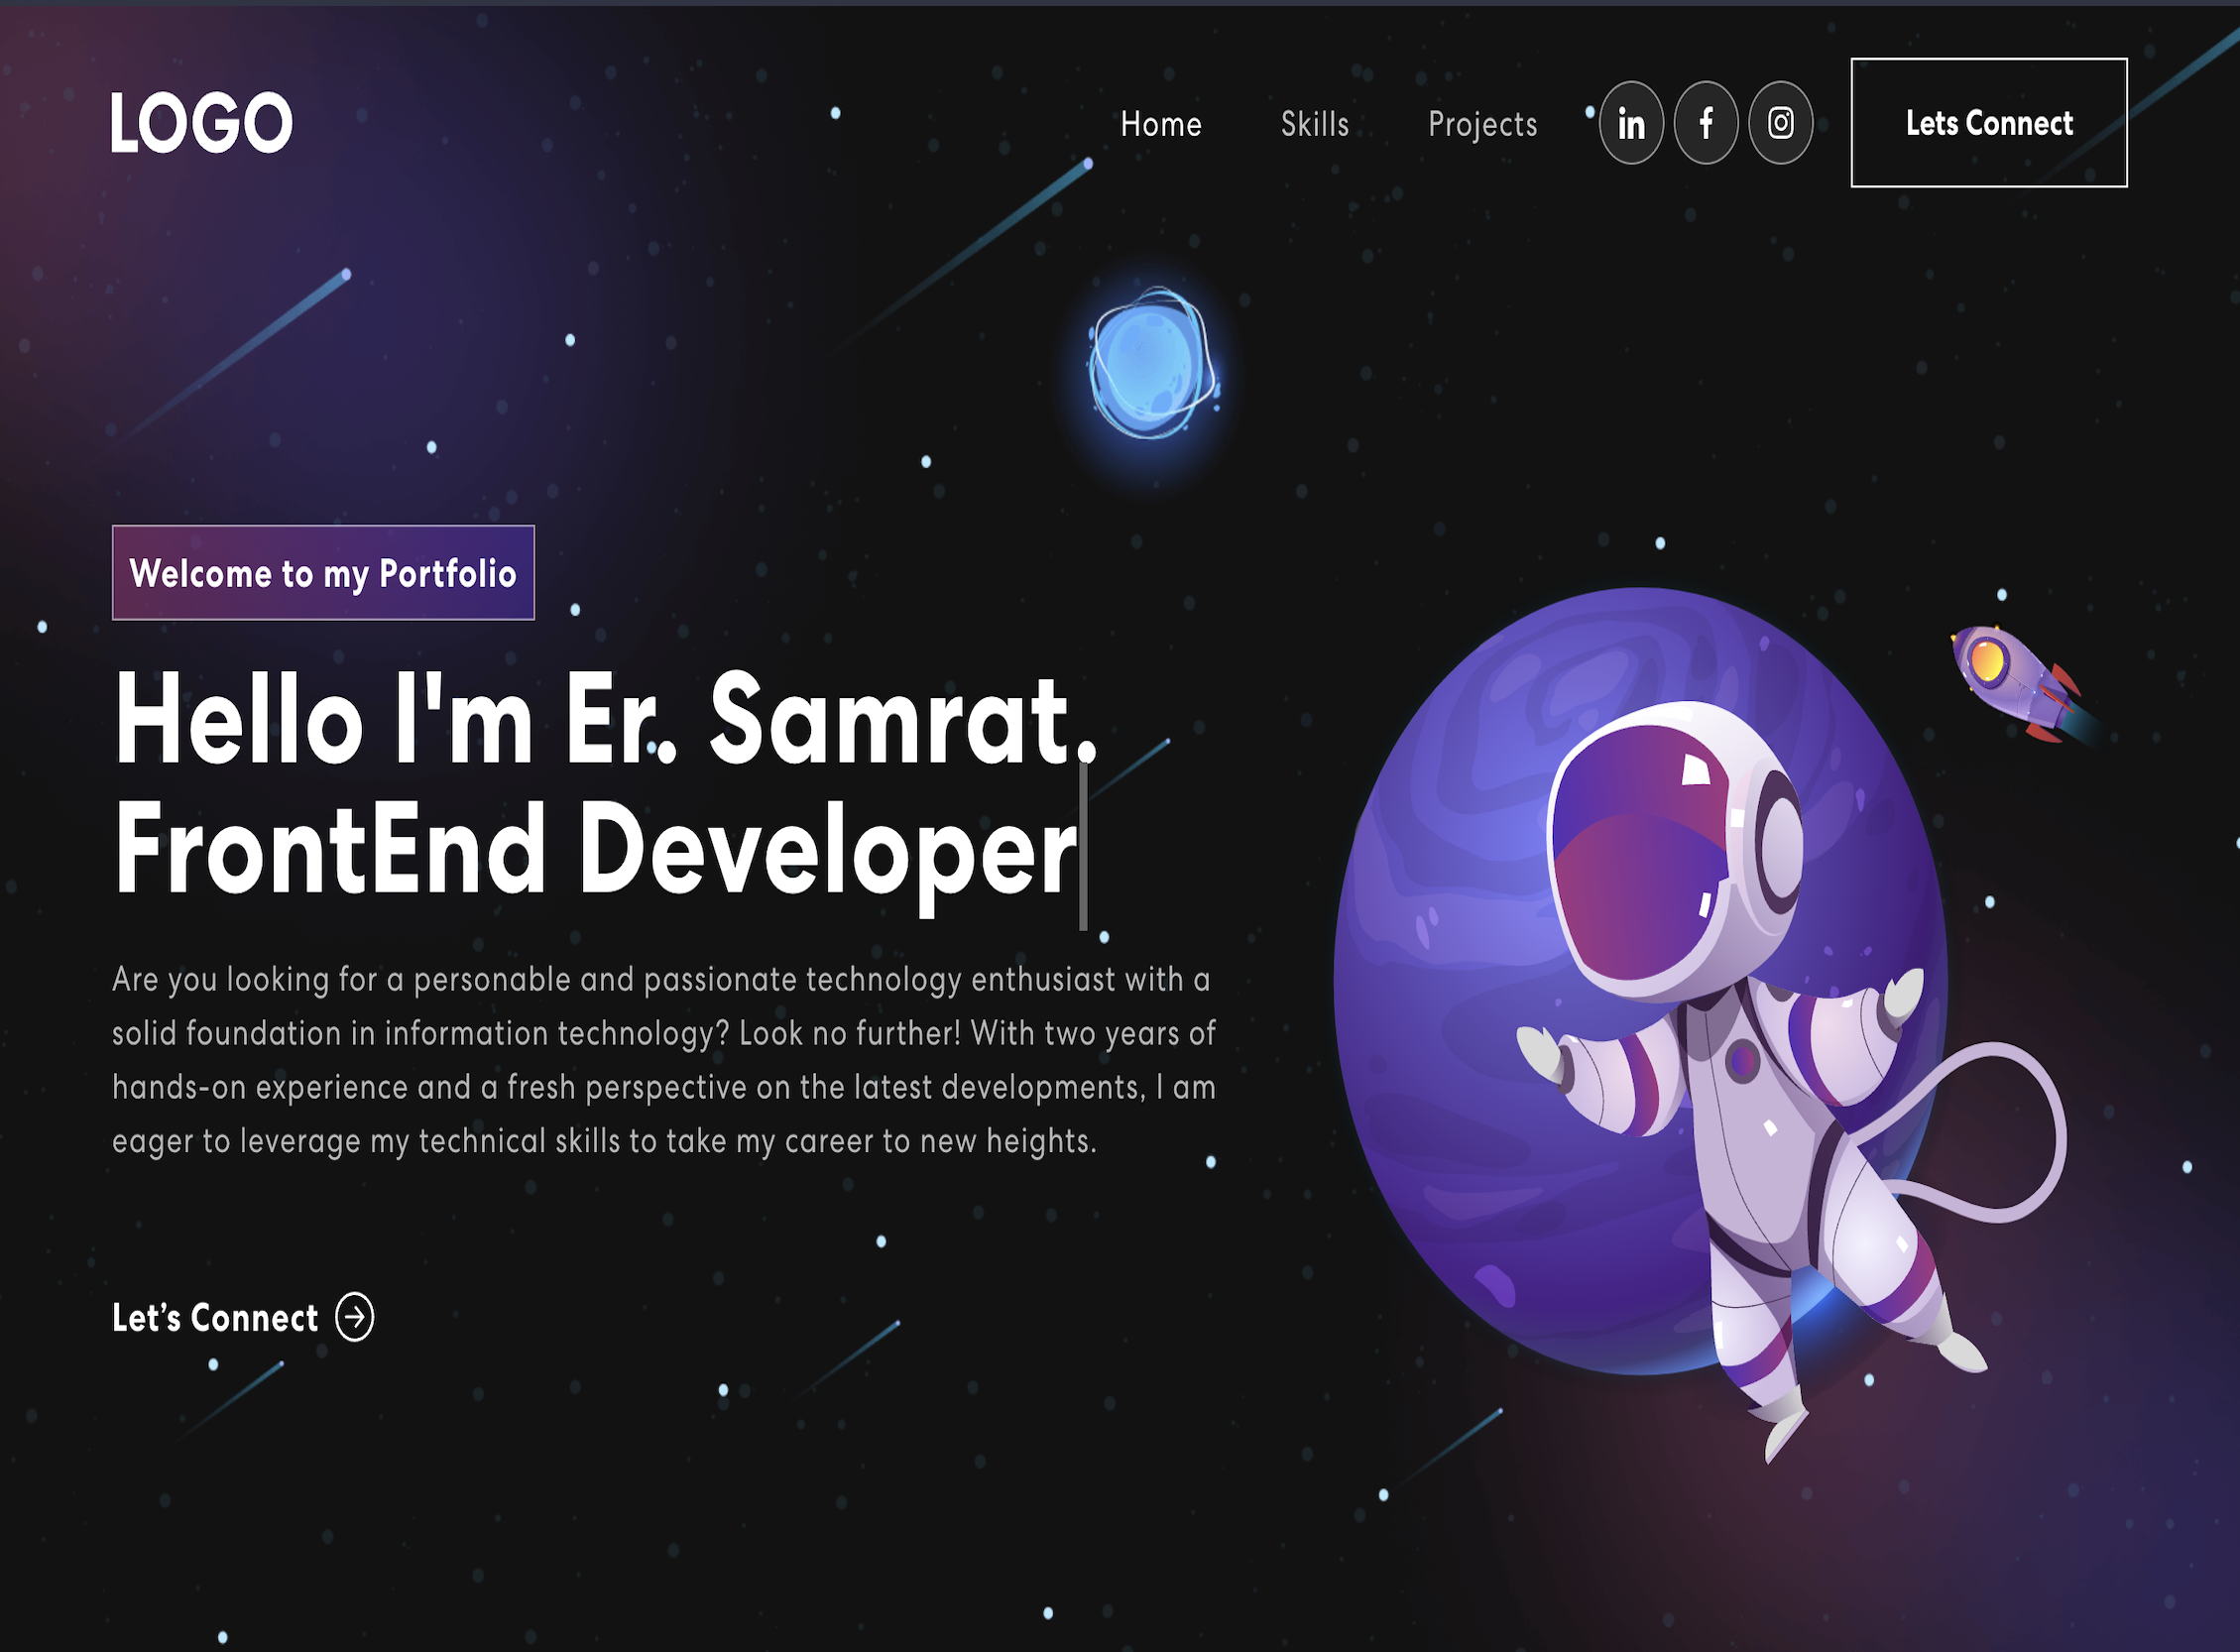 LOGO
Home
Skills
Projects
in
f
Lets Connect
Welcome to my Portfolio
Hello I'm Er. Samrat.
FrontEnd Developer
Are you looking for a personable and passionate technology enthusiast with a
solid foundation in information technology? Look no further! With two years of
hands-on experience and a fresh perspective on the latest developments, I am
eager to leverage my technical skills to take my career to new heights.
Let’s Connect